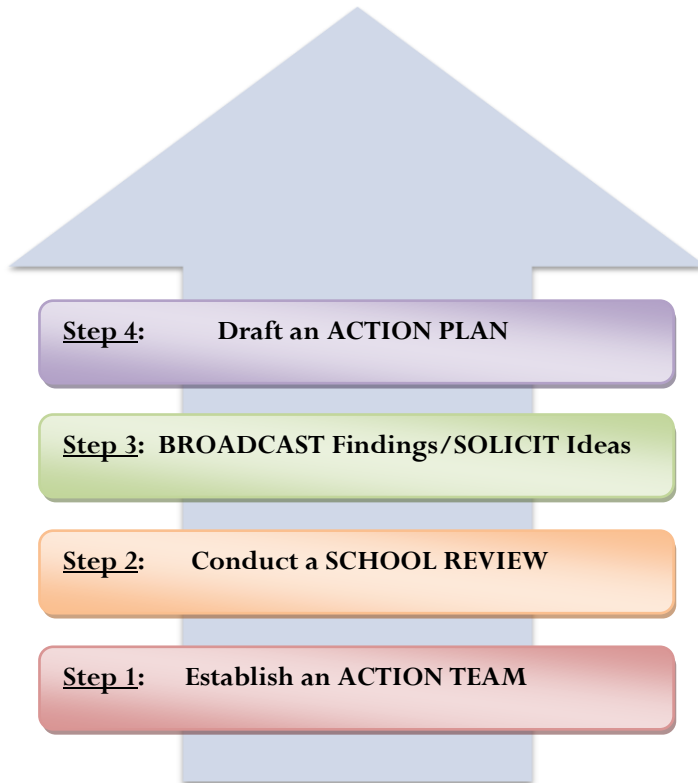 Step 4: Draft an ACTION PLAN
Step 3: BROADCAST Findings/SOLICIT Ideas
Step 2: Conduct a SCHOOL REVIEW
Step 1: Establish an ACTION TEAM